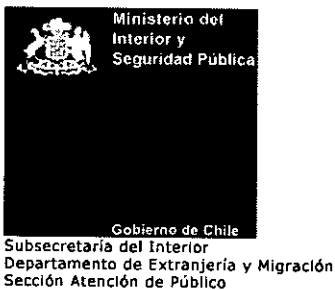 Ministerio del
Interior y
Seguridad Pública
Gobierno de Chile
Subsecretaría del Interior
Departamento de Extranjería y Migración
Sección Atención de Público